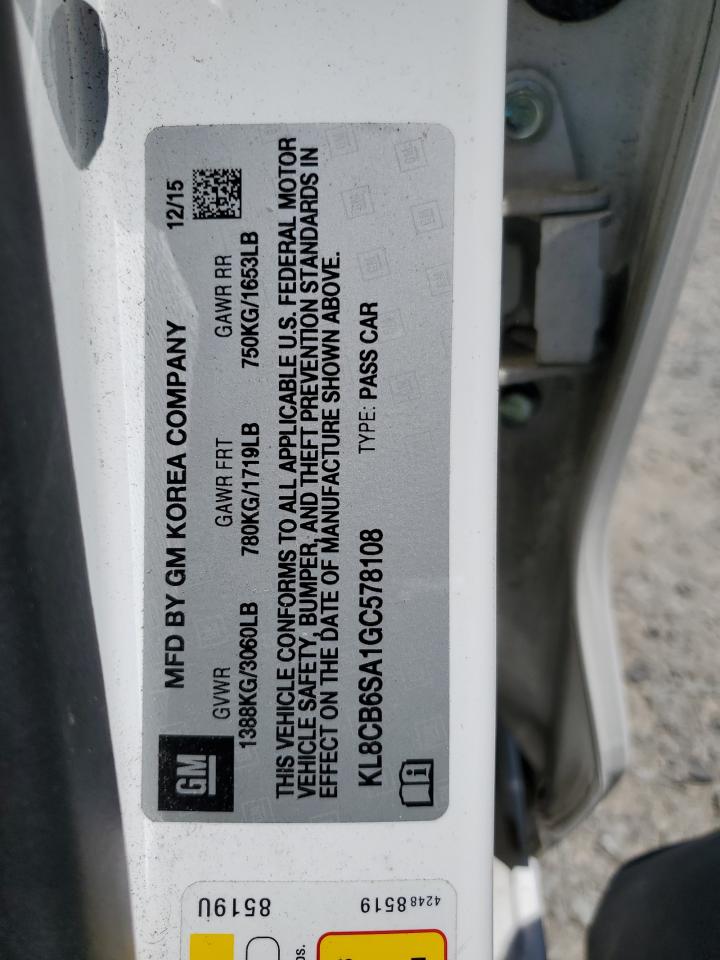 GM
MFD BY GM KOREA COMPANY 12/15
GVWR GAWR FRT GAWR RR
1388KG/3060LB 780KG/1719LB 750KG/1653LB
THIS VEHICLE CONFORMS TO ALL APPLICABLE U.S. FEDERAL MOTOR
VEHICLE SAFETY, BUMPER, AND THEFT PREVENTION STANDARDS IN
EFFECT ON THE DATE OF MANUFACTURE SHOWN ABOVE.
KL8CB6SA1GC578108 TYPE: PASS CAR
8519U
42488519